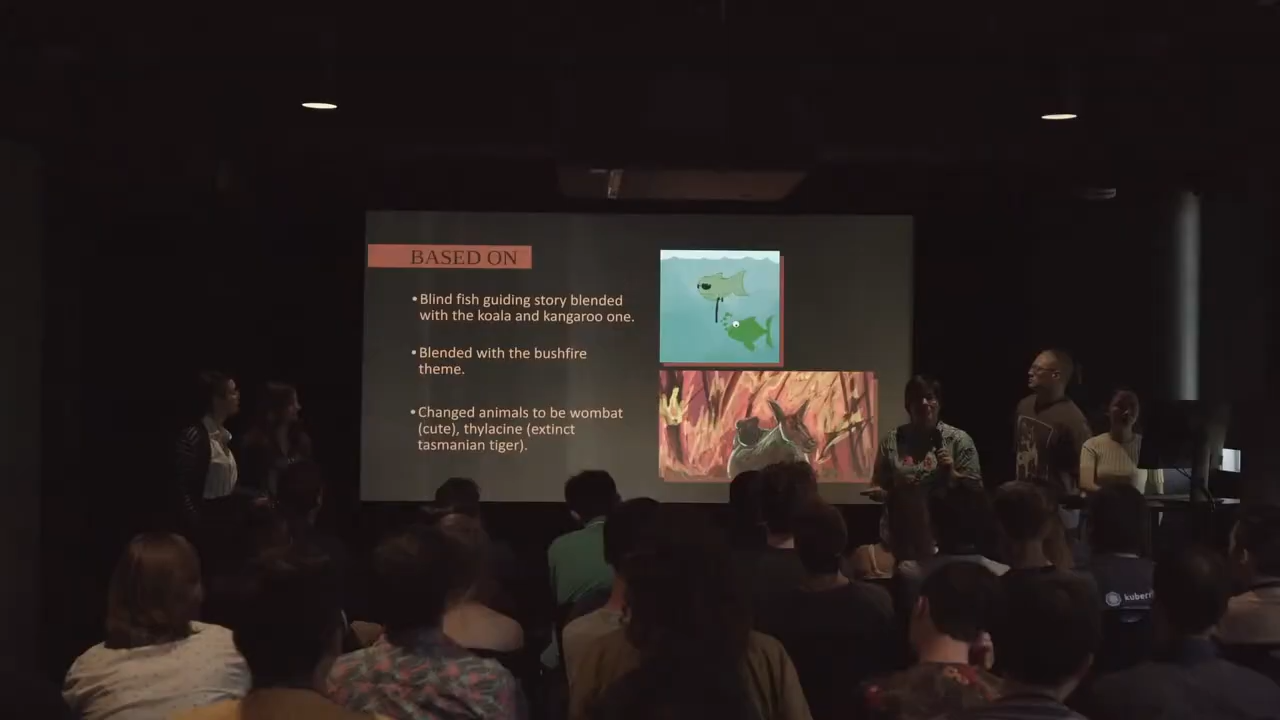 BASED ON
•Blind fish guiding story blended
with the koala and kangaroo one.
•Blended with the bushfire
theme.
•Changed animals to be wombat
(cute), thylacine (extinct
tasmanian tiger).